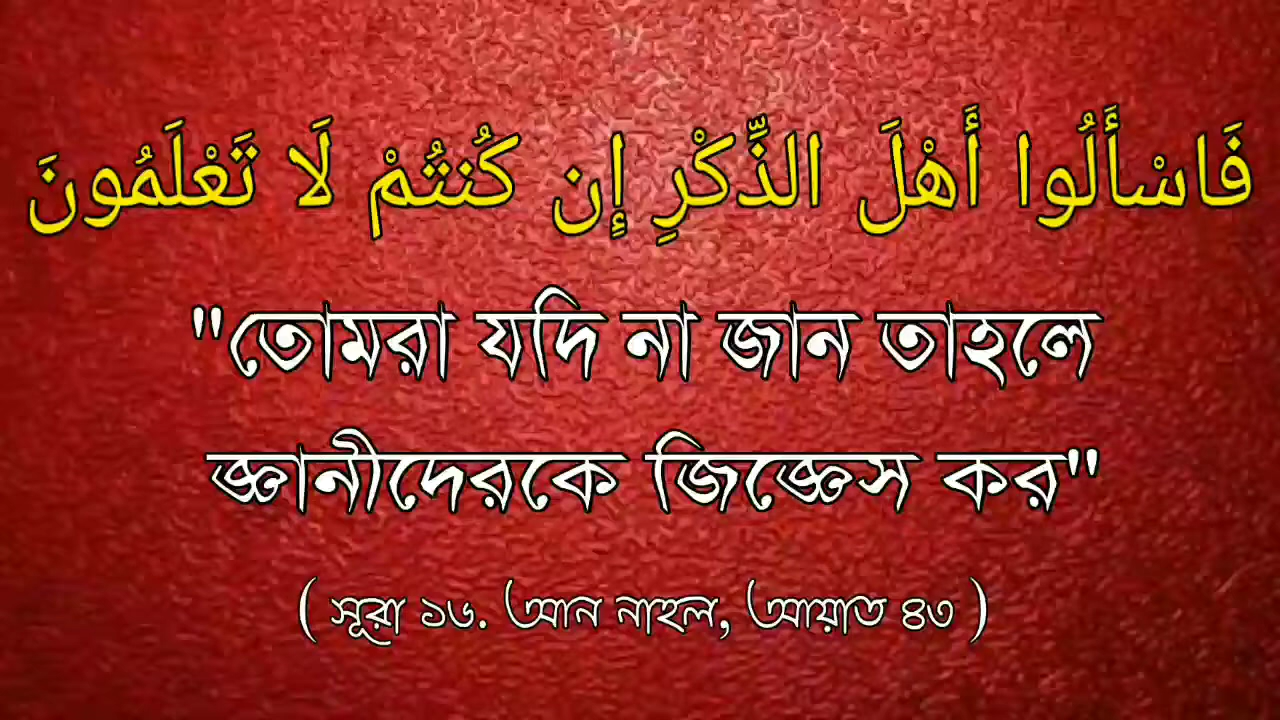 فَاسْأَلُوا أَهْلَ الذِّكْرِ إِن كُنتُمْ لَا تَعْلَمُونَ
"তোমরা যদি না জান তাহলে
জ্ঞানীদেরকে জিজ্ঞেস কর"
( সূরা ১৬. আন নাহল, আয়াত ৪৩ )